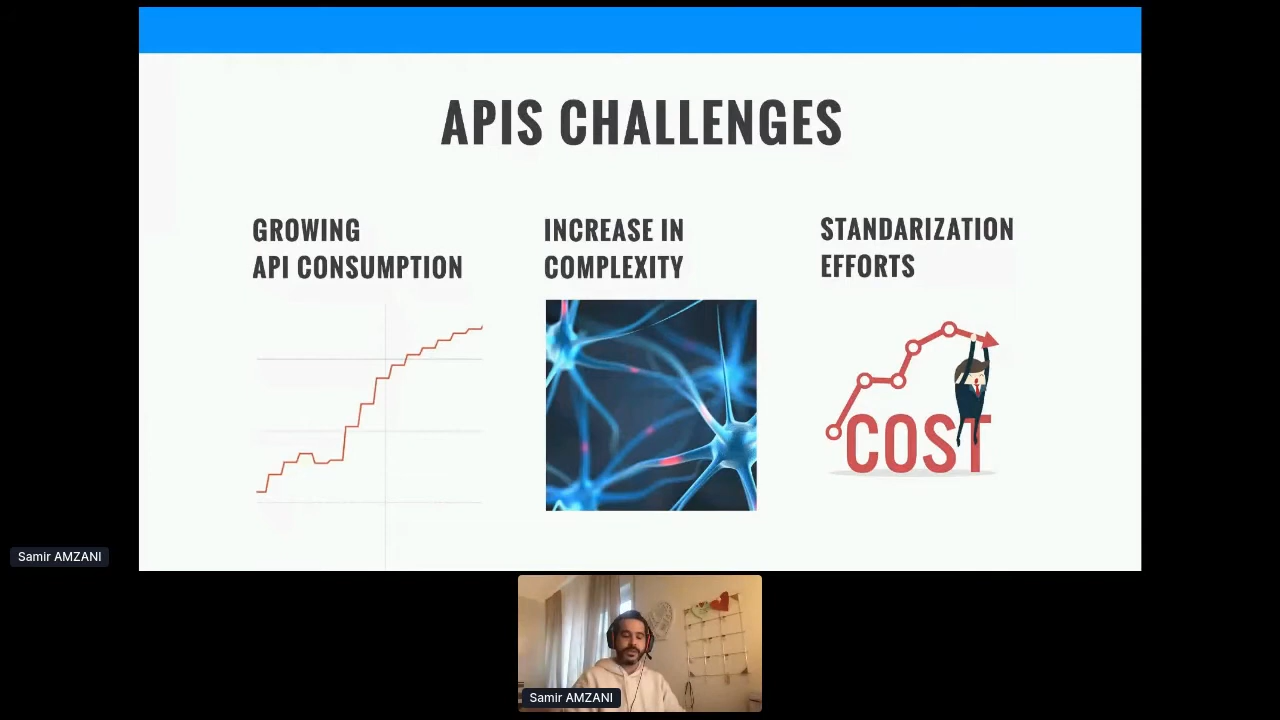 APIS CHALLENGES
GROWING
API CONSUMPTION
INCREASE IN
COMPLEXITY
STANDARIZATION
EFFORTS
COST
Samir AMZANI
Samir AMZANI